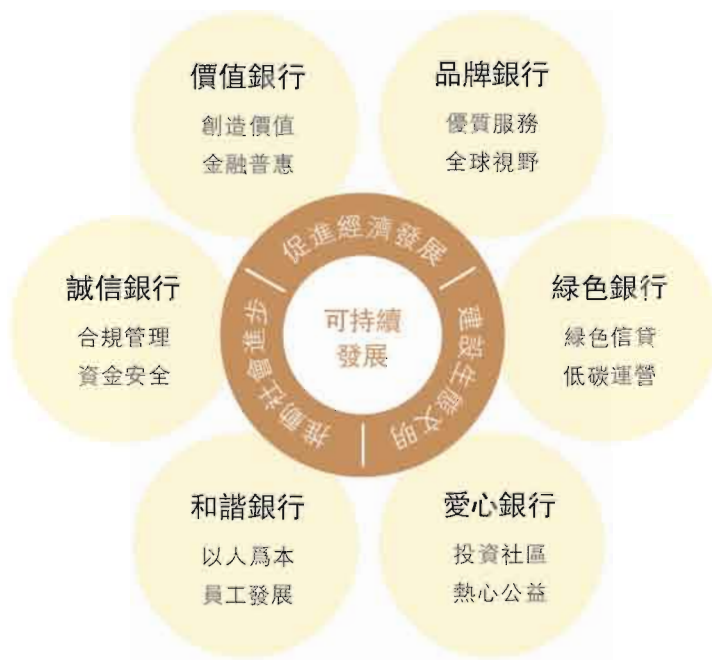 價值銀行
創造價值
金融普惠
品牌銀行
優質服務
全球視野
誠信銀行
合規管理
資金安全
促進經濟發展
建設生態文明
推動社會進步
可持續
發展
綠色銀行
綠色信貸
低碳運營
和諧銀行
以人爲本
員工發展
愛心銀行
投資社區
熱心公益